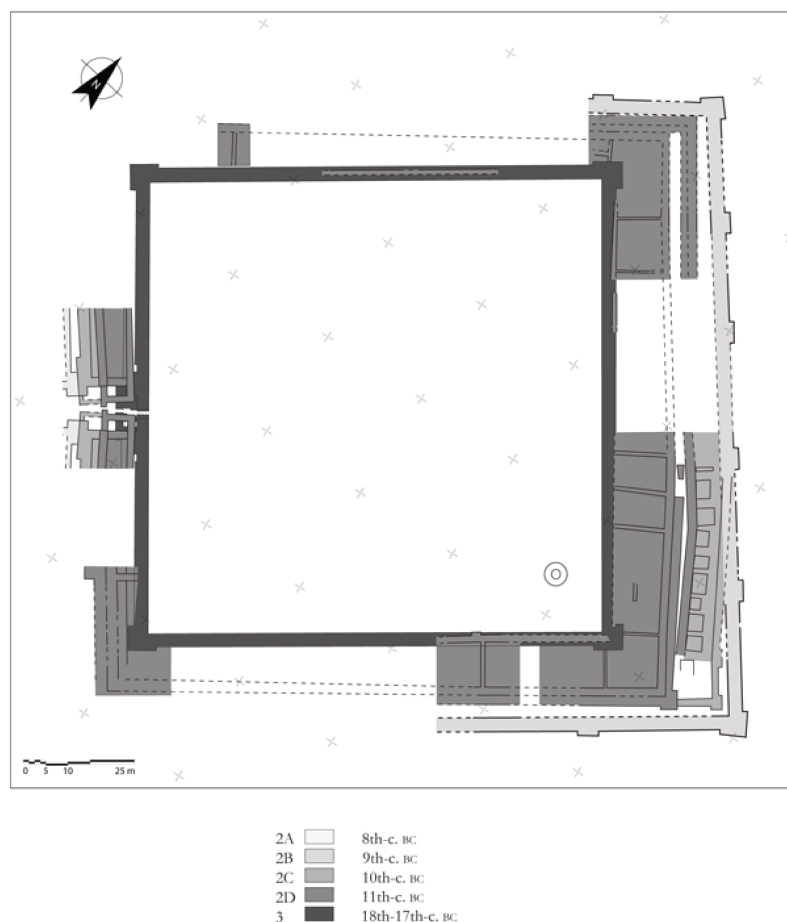 N
0 5 10 25 m
2A 8th-c. BC
2B 9th-c. BC
2C 10th-c. BC
2D 11th-c. BC
3 18th-17th-c. BC